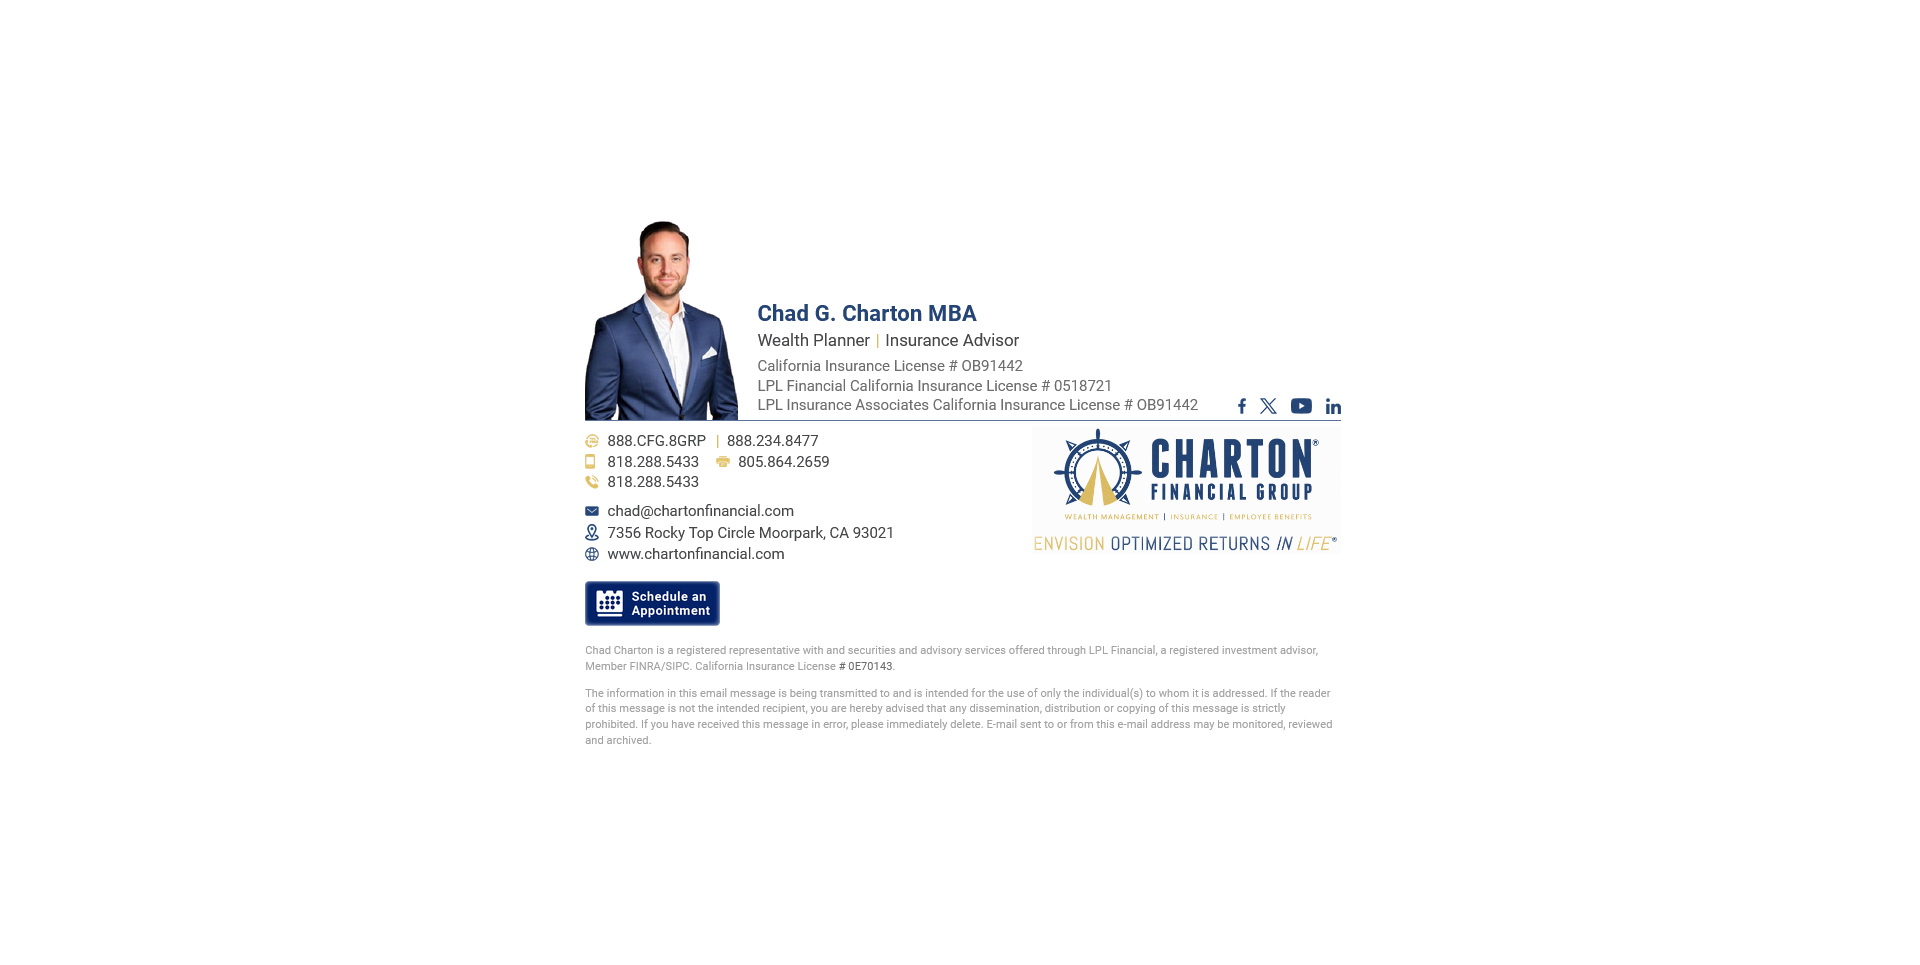 Chad G. Charton MBA
Wealth Planner | Insurance Advisor
California Insurance License # OB91442
LPL Financial California Insurance License # 0518721
LPL Insurance Associates California Insurance License # OB91442
888.CFG.8GRP | 888.234.8477
818.288.5433 805.864.2659
818.288.5433
chad@chartonfinancial.com
7356 Rocky Top Circle Moorpark, CA 93021
www.chartonfinancial.com
CHARTON®
FINANCIAL GROUP
WEALTH MANAGEMENT | INSURANCE | EMPLOYEE BENEFITS
ENVISION OPTIMIZED RETURNS IN LIFE®
Schedule an
Appointment
Chad Charton is a registered representative with and securities and advisory services offered through LPL Financial, a registered investment advisor,
Member FINRA/SIPC. California Insurance License # 0E70143.
The information in this email message is being transmitted to and is intended for the use of only the individual(s) to whom it is addressed. If the reader
of this message is not the intended recipient, you are hereby advised that any dissemination, distribution or copying of this message is strictly
prohibited. If you have received this message in error, please immediately delete. E-mail sent to or from this e-mail address may be monitored, reviewed
and archived.